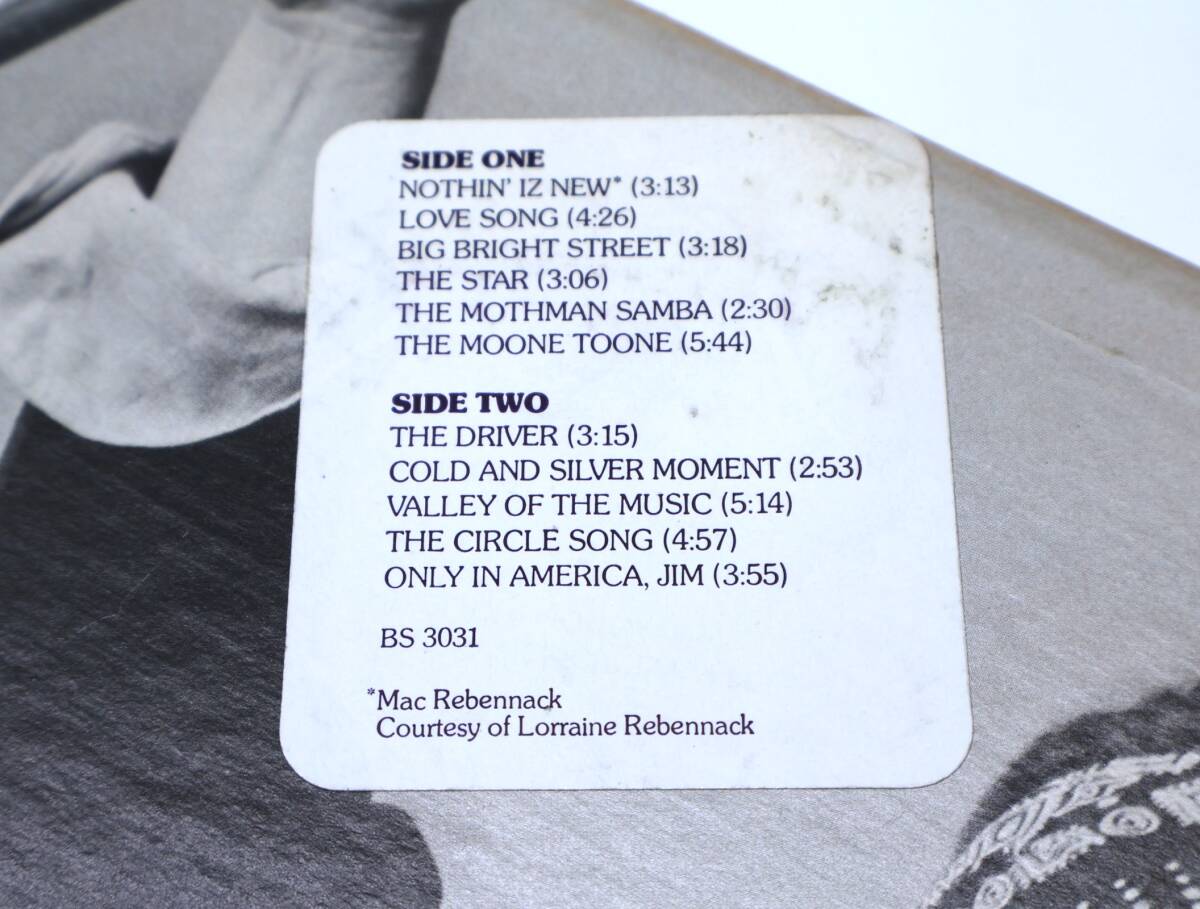 SIDE ONE
NOTHIN' IZ NEW* (3:13)
LOVE SONG (4:26)
BIG BRIGHT STREET (3:18)
THE STAR (3:06)
THE MOTHMAN SAMBA (2:30)
THE MOONE TOONE (5:44)
SIDE TWO
THE DRIVER (3:15)
COLD AND SILVER MOMENT (2:53)
VALLEY OF THE MUSIC (5:14)
THE CIRCLE SONG (4:57)
ONLY IN AMERICA, JIM (3:55)
BS 3031
*Mac Rebennack
Courtesy of Lorraine Rebennack